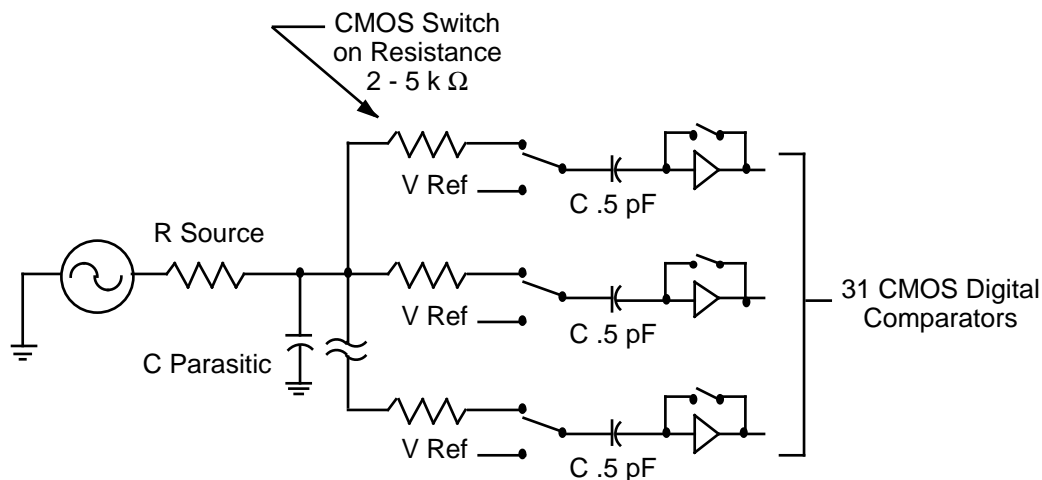 CMOS Switch
on Resistance
2 - 5 k Ω
V Ref
C .5 pF
R Source
V Ref
C .5 pF
31 CMOS Digital
Comparators
C Parasitic
V Ref
C .5 pF